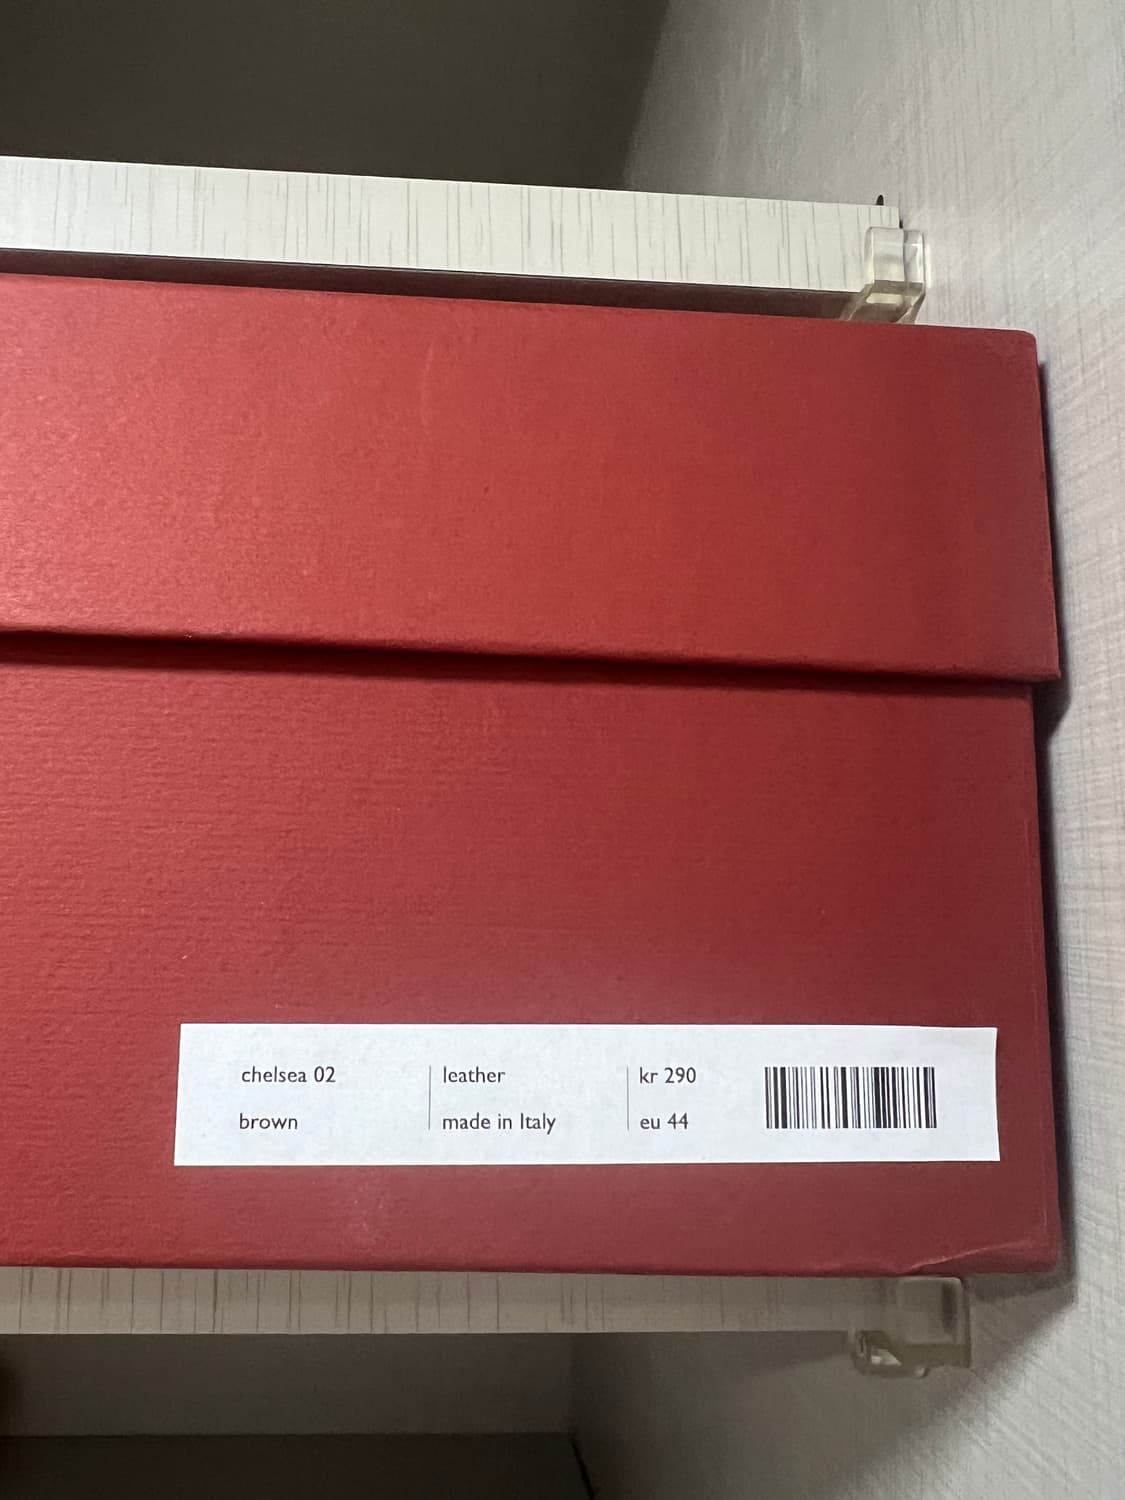 chelsea 02
brown
leather
made in Italy
kr 290
eu 44